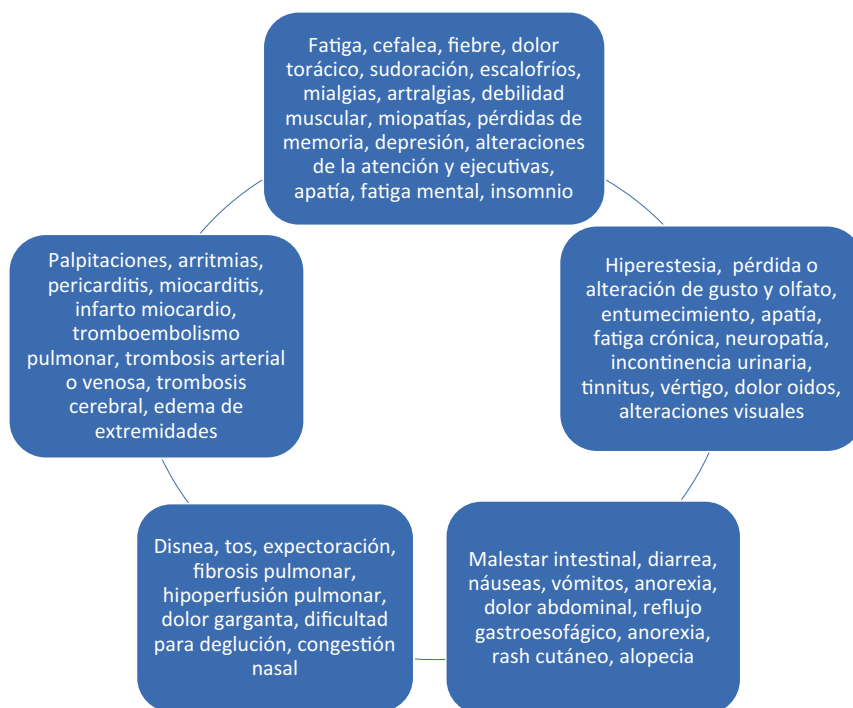 Fatiga, cefalea, fiebre, dolor
torácico, sudoración, escalofríos,
mialgias, artralgias, debilidad
muscular, miopatías, pérdidas de
memoria, depresión, alteraciones
de la atención y ejecutivas,
apatía, fatiga mental, insomnio
Hiperestesia, pérdida o
alteración de gusto y olfato,
entumecimiento, apatía,
fatiga crónica, neuropatía,
incontinencia urinaria,
tinnitus, vértigo, dolor oidos,
alteraciones visuales
Malestar intestinal, diarrea,
náuseas, vómitos, anorexia,
dolor abdominal, reflujo
gastroesofágico, anorexia,
rash cutáneo, alopecia
Disnea, tos, expectoración,
fibrosis pulmonar,
hipoperfusión pulmonar,
dolor garganta, dificultad
para deglución, congestión
nasal
Palpitaciones, arritmias,
pericarditis, miocarditis,
infarto miocardio,
tromboembolismo
pulmonar, trombosis arterial
o venosa, trombosis
cerebral, edema de
extremidades